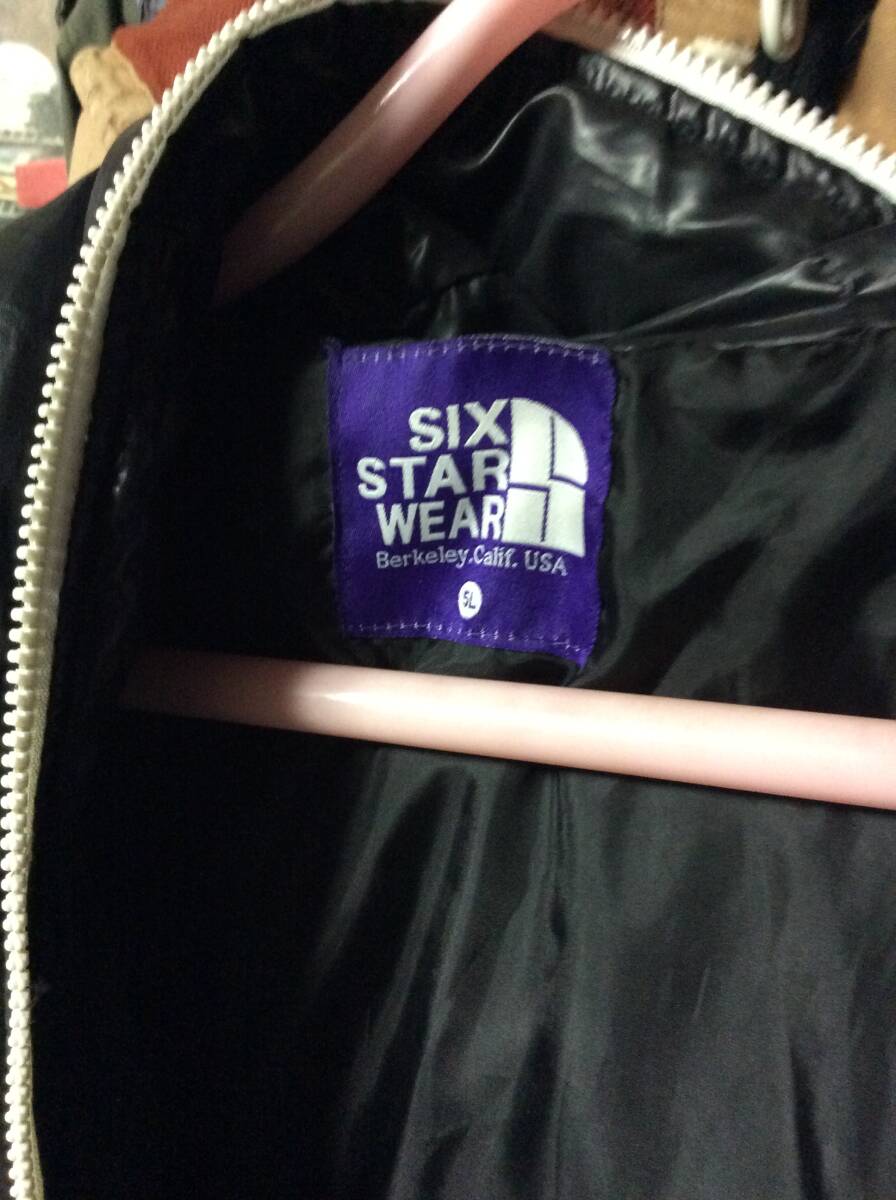 SIX
STAR
WEAR
Berkeley.Calif. USA
5L